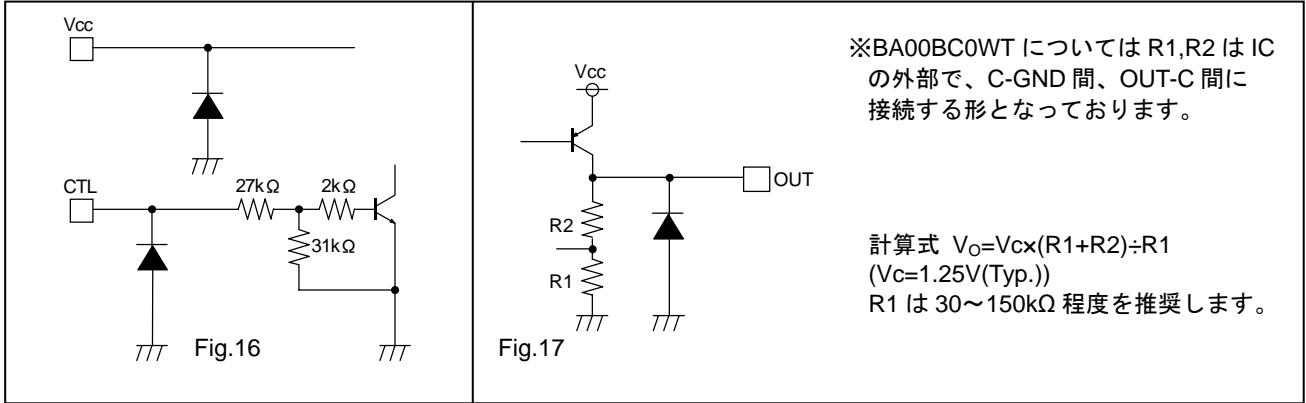 Vcc
CTL
27kΩ
2kΩ
31kΩ
Fig.16
Vcc
OUT
R2
R1
Fig.17
※BA00BC0WT については R1,R2 は IC
の外部で、C-GND 間、OUT-C 間に
接続する形となっております。
計算式 VO=Vc×(R1+R2)÷R1
(Vc=1.25V(Typ.))
R1 は 30～150kΩ 程度を推奨します。